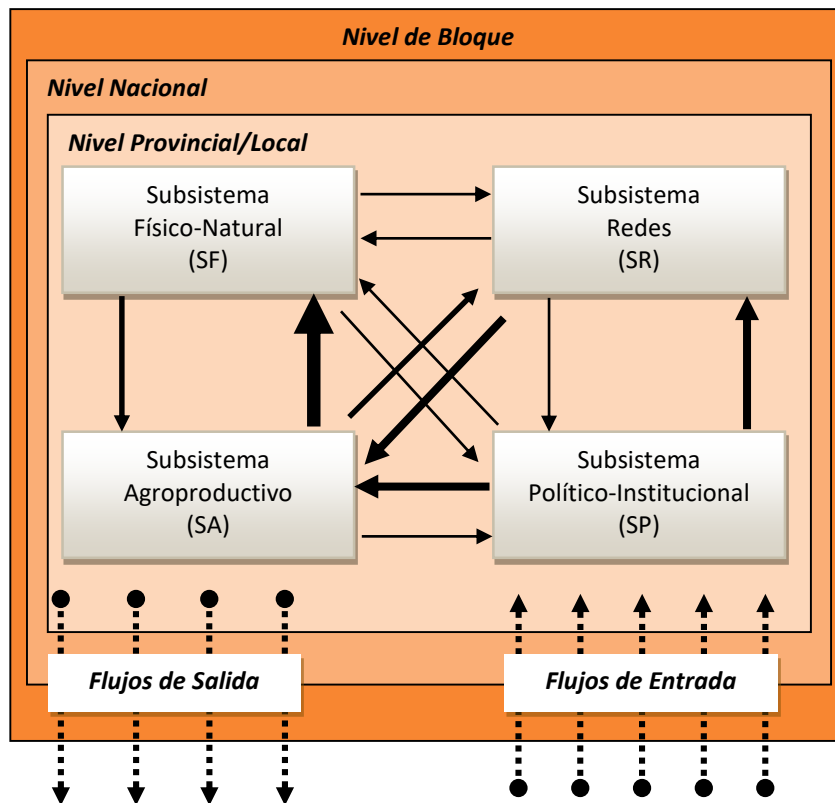 Nivel de Bloque
Nivel Nacional
Nivel Provincial/Local
Subsistema
Físico-Natural
(SF)
Subsistema
Redes
(SR)
Subsistema
Agroproductivo
(SA)
Subsistema
Político-Institucional
(SP)
Flujos de Salida
Flujos de Entrada